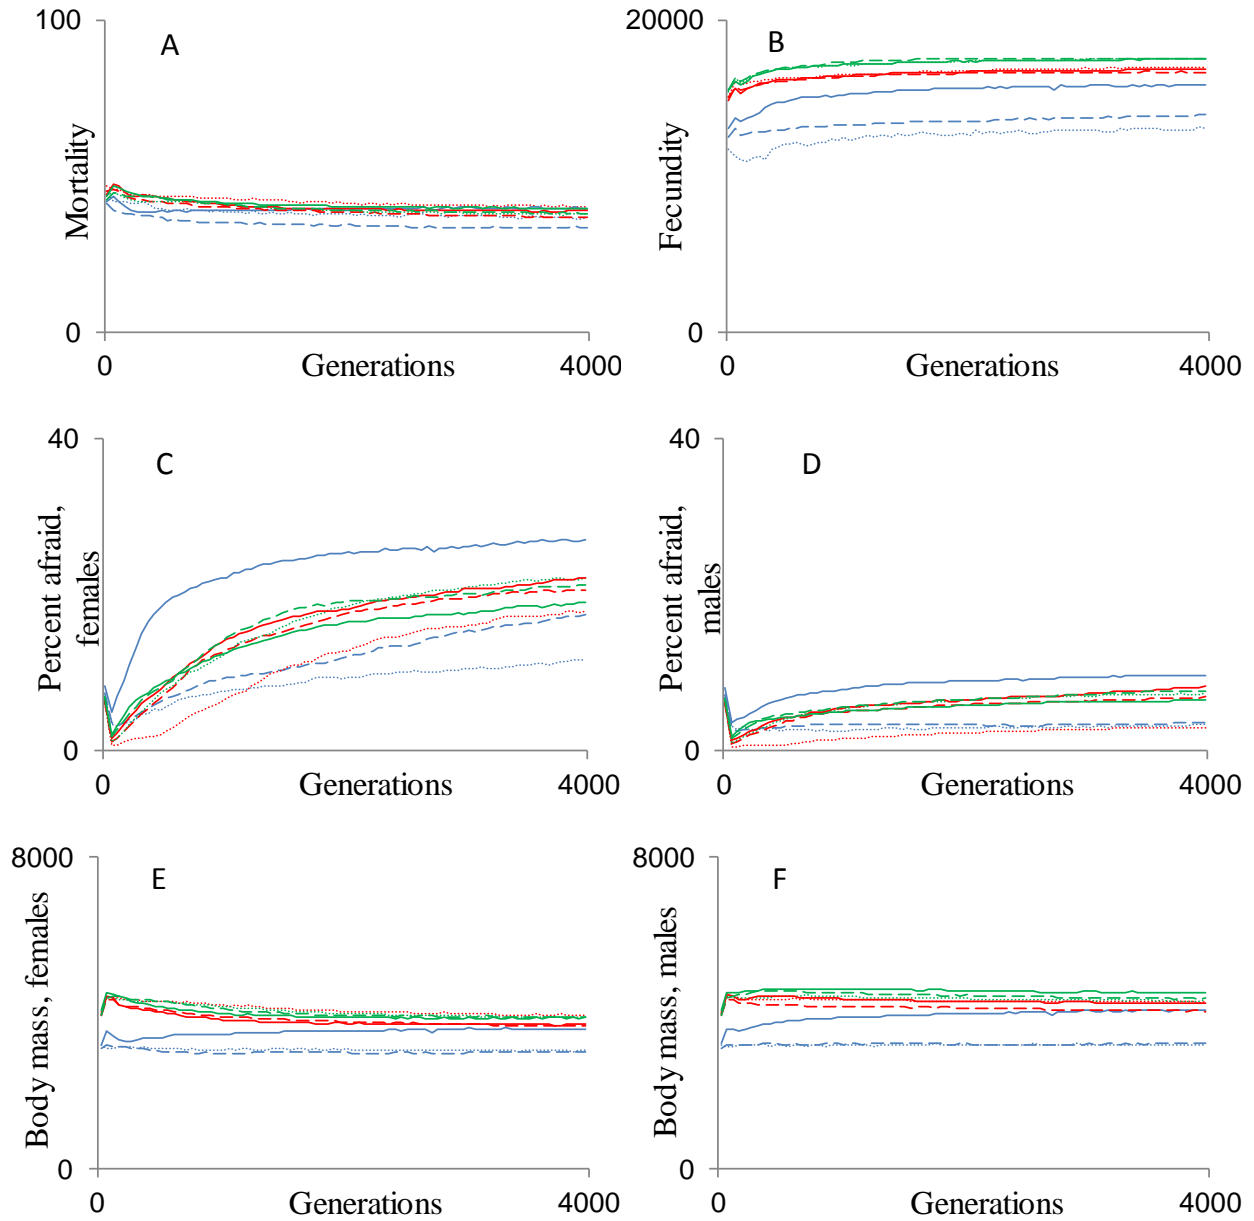 100
A
Mortality
0
0
Generations
4000
20000
B
Fecundity
0
0
Generations
4000
40
C
Percent afraid,
females
0
0
Generations
4000
40
D
Percent afraid,
males
0
0
Generations
4000
8000
E
Body mass, females
0
0
Generations
4000
8000
F
Body mass, males
0
0
Generations
4000